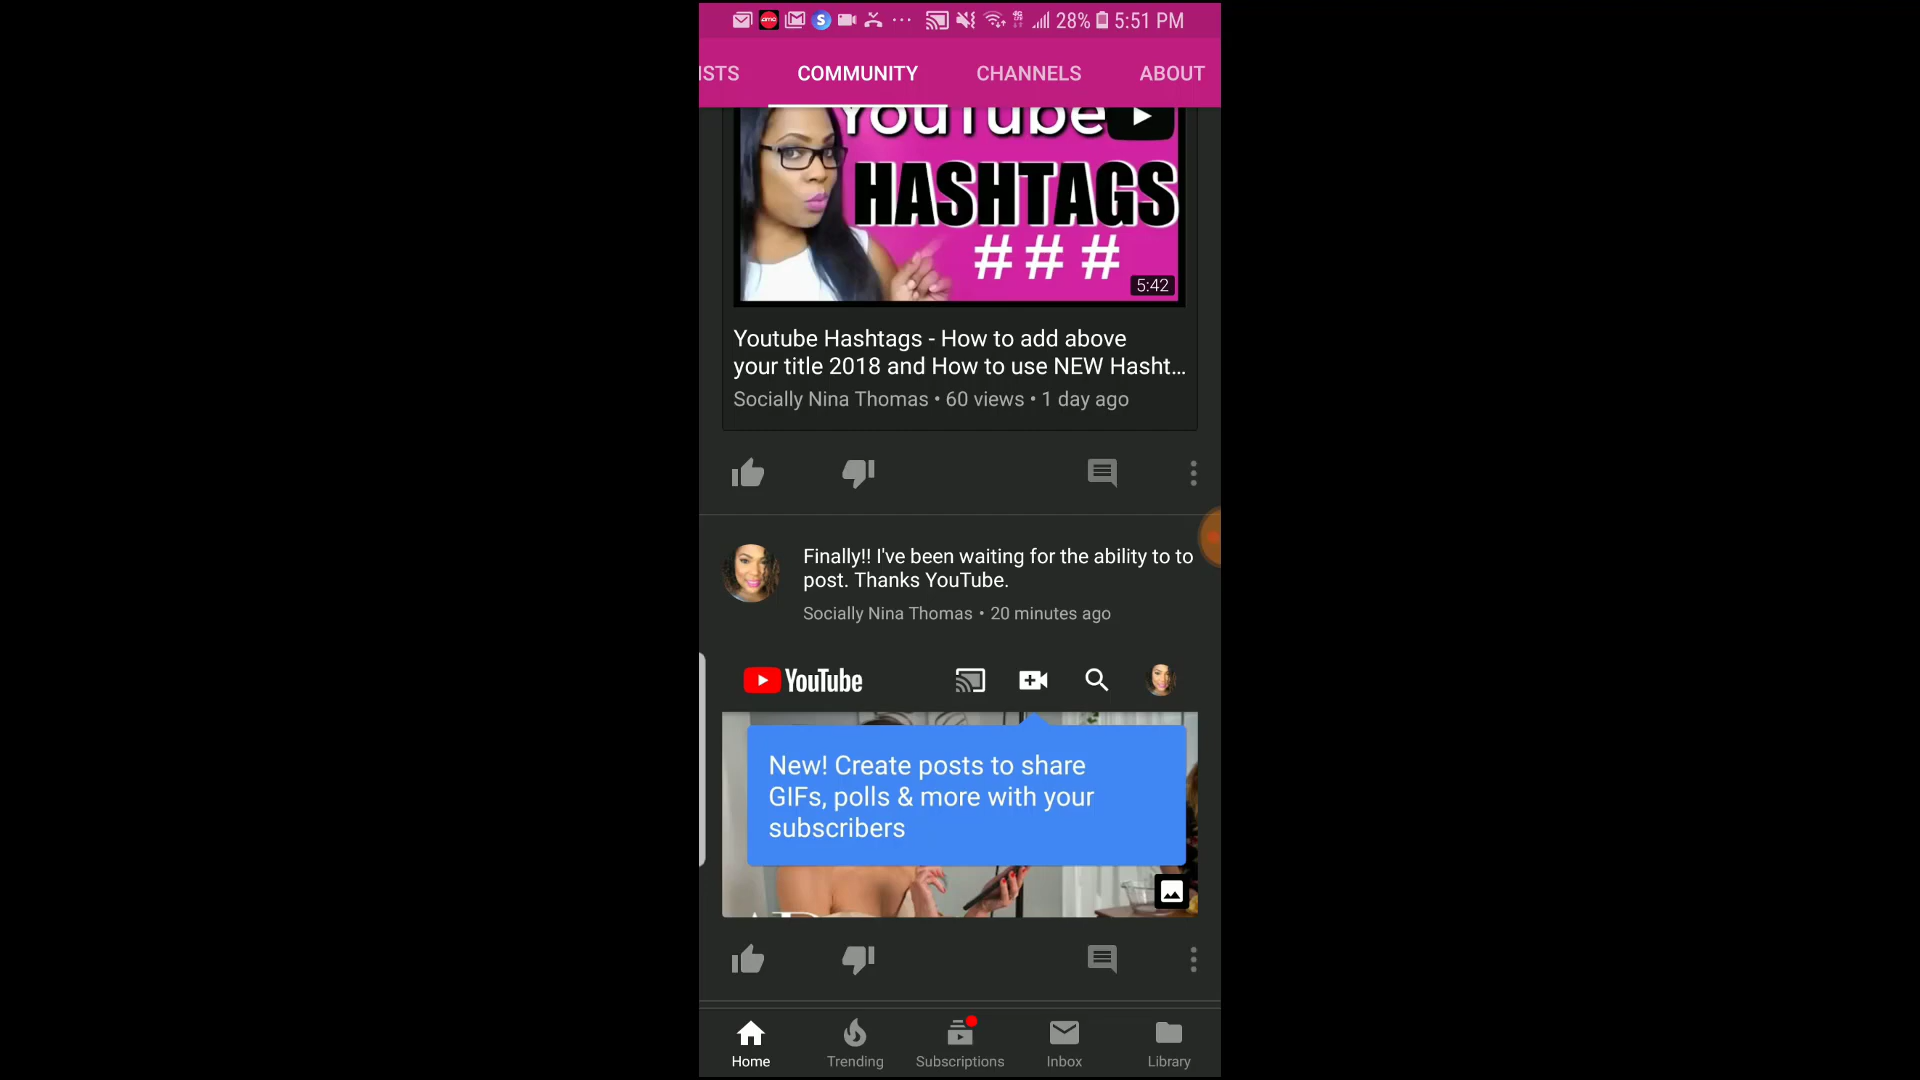 28% 5:51 PM
ISTS COMMUNITY CHANNELS ABOUT
YouTube
HASHTAGS
# # #
5:42
Youtube Hashtags - How to add above
your title 2018 and How to use NEW Hasht...
Socially Nina Thomas • 60 views • 1 day ago
Finally!! I've been waiting for the ability to to
post. Thanks YouTube.
Socially Nina Thomas • 20 minutes ago
YouTube
New! Create posts to share
GIFs, polls & more with your
subscribers
Home Trending Subscriptions Inbox Library